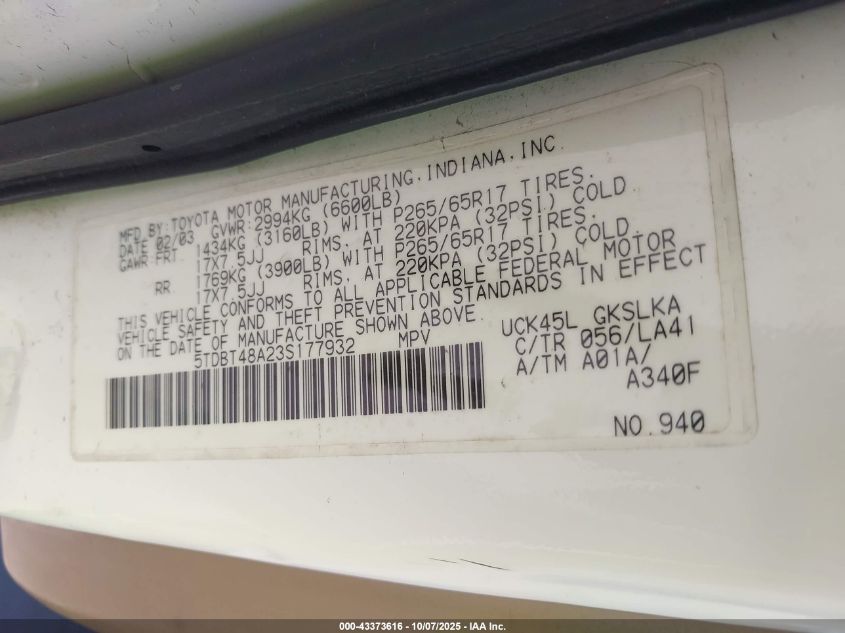 MFD.BY:TOYOTA MOTOR MANUFACTURING,INDIANA,INC.
DATE 02/03 GVWR:2994KG (6600LB)
GAWR:FRT 1434KG (3160LB) WITH P265/65R17 TIRES.
17X7.5JJ RIMS, AT 220KPA (32PSI) COLD
RR 1769KG (3900LB) WITH P265/65R17 TIRES.
17X7.5JJ RIMS, AT 220KPA (32PSI) COLD.
THIS VEHICLE CONFORMS TO ALL APPLICABLE FEDERAL MOTOR
VEHICLE SAFETY AND THEFT PREVENTION STANDARDS IN EFFECT
ON THE DATE OF MANUFACTURE SHOWN ABOVE.
5TDBT48A23S177932 MPV
UCK45L GKSLKA
C/TR 056/LA41
A/TM A01A/
A340F
NO.940
000-43373616 - 10/07/2025 - IAA Inc.